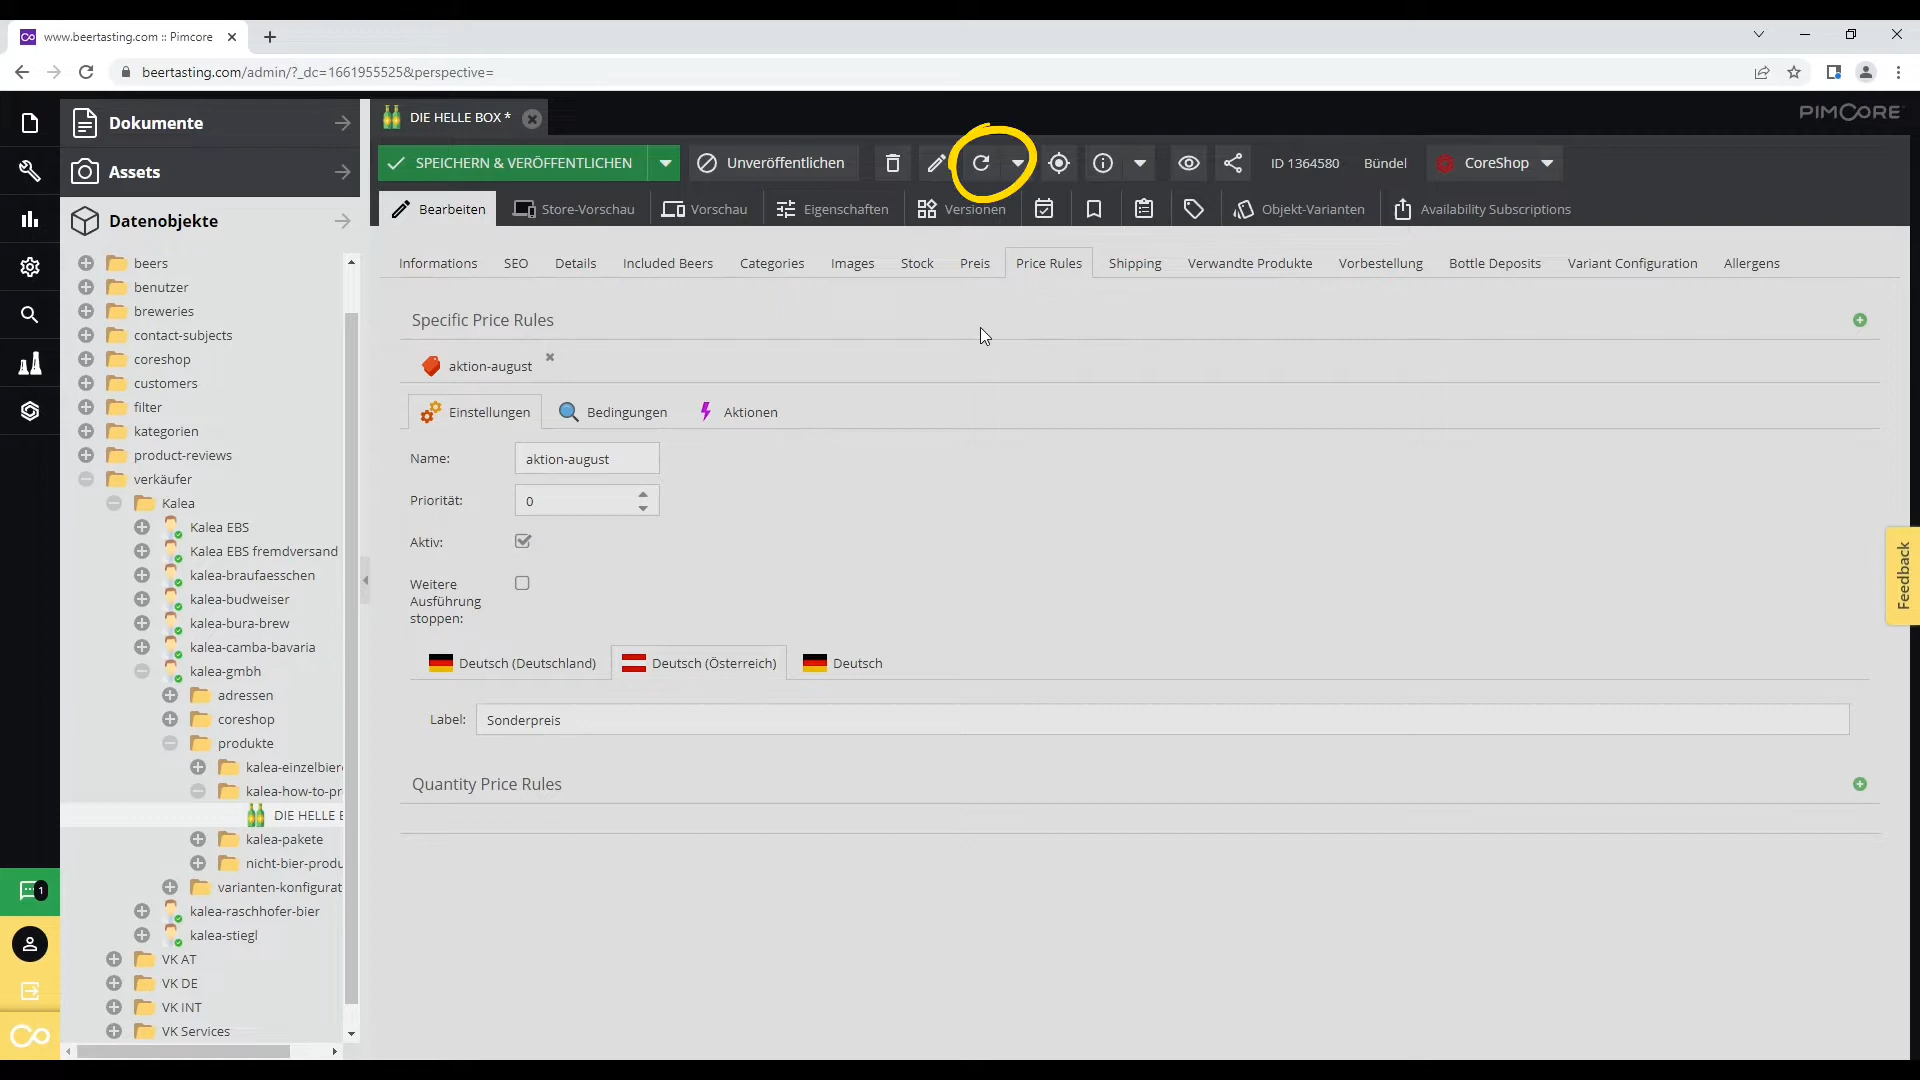 www.beertasting.com :: Pimcore
beertasting.com/admin/?_dc=1661955525&perspective=
Dokumente
Assets
Datenobjekte
beers
benutzer
breweries
contact-subjects
coreshop
customers
filter
kategorien
product-reviews
verkäufer
Kalea
Kalea EBS
Kalea EBS fremdversand
kalea-braufaesschen
kalea-budweiser
kalea-bura-brew
kalea-camba-bavaria
kalea-gmbh
adressen
coreshop
produkte
kalea-einzelbier
kalea-how-to-pr
DIE HELLE B
kalea-pakete
nicht-bier-produ
varianten-konfigurat
kalea-raschhofer-bier
kalea-stiegl
VK AT
VK DE
VK INT
VK Services
1
DIE HELLE BOX *
PIMCORE
SPEICHERN & VERÖFFENTLICHEN
Unveröffentlichen
ID 1364580
Bündel
CoreShop
Bearbeiten
Store-Vorschau
Vorschau
Eigenschaften
Versionen
Objekt-Varianten
Availability Subscriptions
Informations
SEO
Details
Included Beers
Categories
Images
Stock
Preis
Price Rules
Shipping
Verwandte Produkte
Vorbestellung
Bottle Deposits
Variant Configuration
Allergens
Specific Price Rules
aktion-august
Einstellungen
Bedingungen
Aktionen
Name:
aktion-august
Priorität:
0
Aktiv:
Weitere
Ausführung
stoppen:
Deutsch (Deutschland)
Deutsch (Österreich)
Deutsch
Label:
Sonderpreis
Quantity Price Rules
Feedback